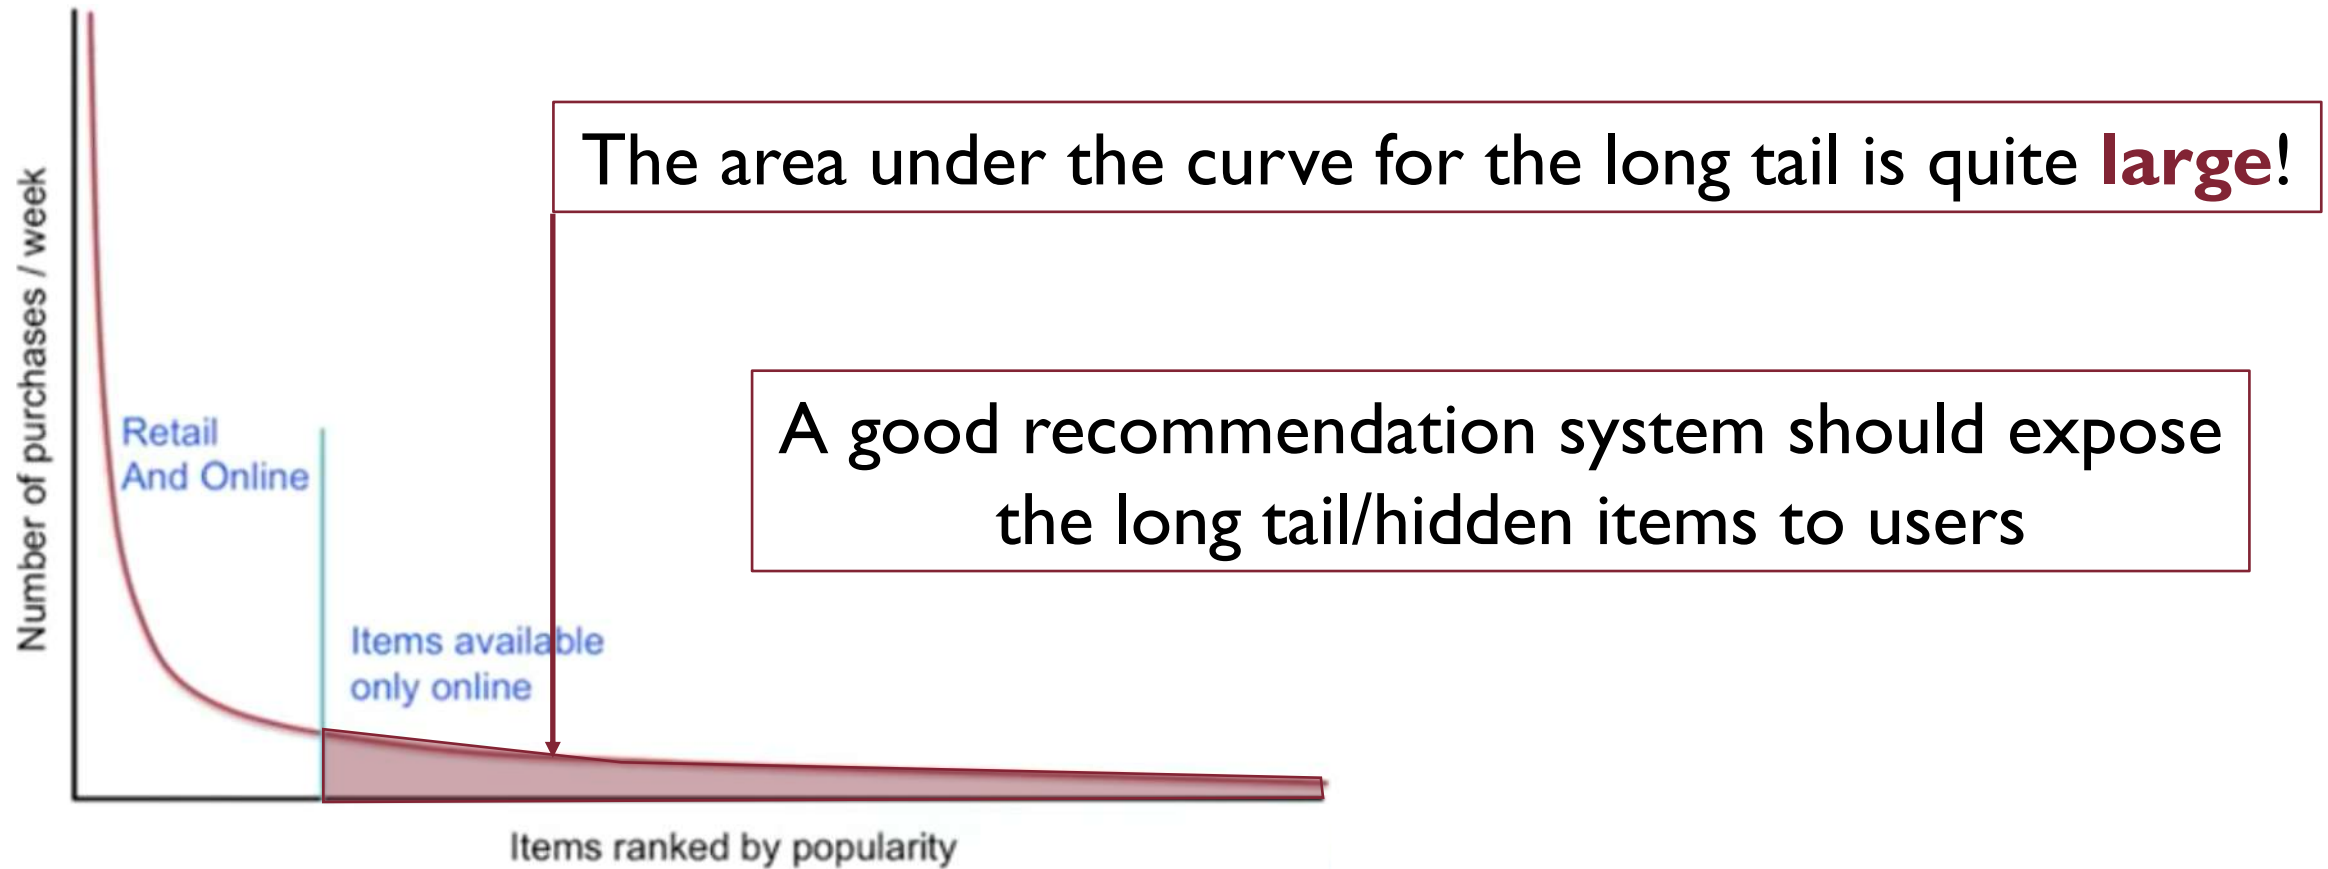 The area under the curve for the long tail is quite large!
A good recommendation system should expose
the long tail/hidden items to users
Number of purchases / week
Retail
And Online
Items available
only online
Items ranked by popularity